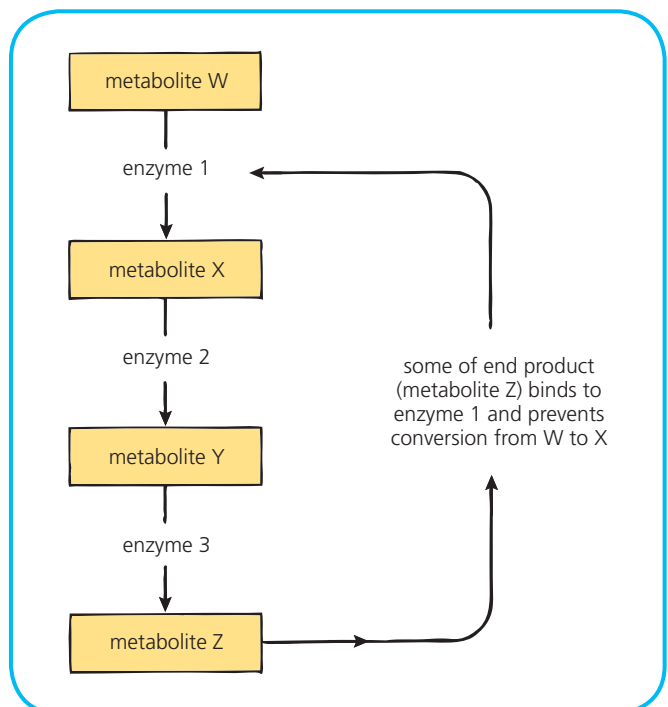 metabolite W
enzyme 1
metabolite X
enzyme 2
some of end product
(metabolite Z) binds to
enzyme 1 and prevents
conversion from W to X
metabolite Y
enzyme 3
metabolite Z